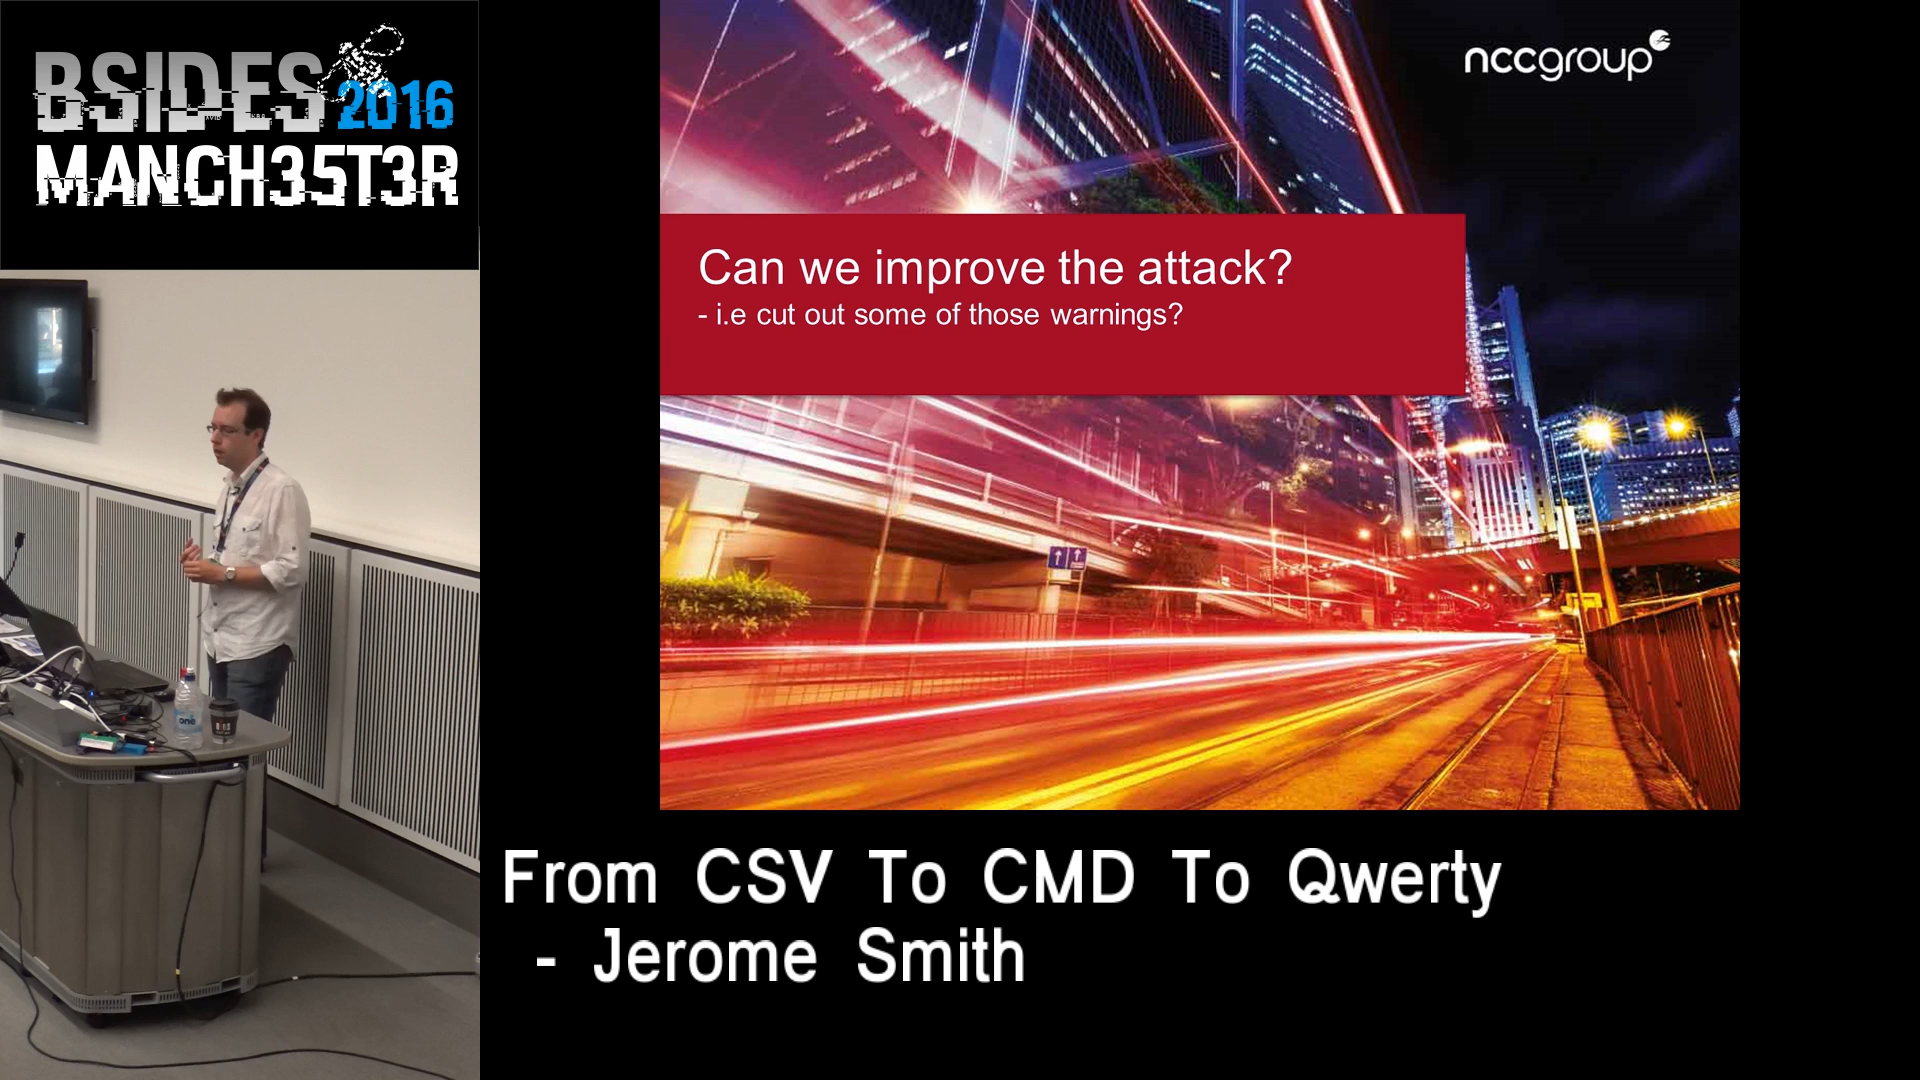 BSIDES 2016
MANCH35T3R
nccgroup
Can we improve the attack?
- i.e cut out some of those warnings?
one
From CSV To CMD To Qwerty
- Jerome Smith